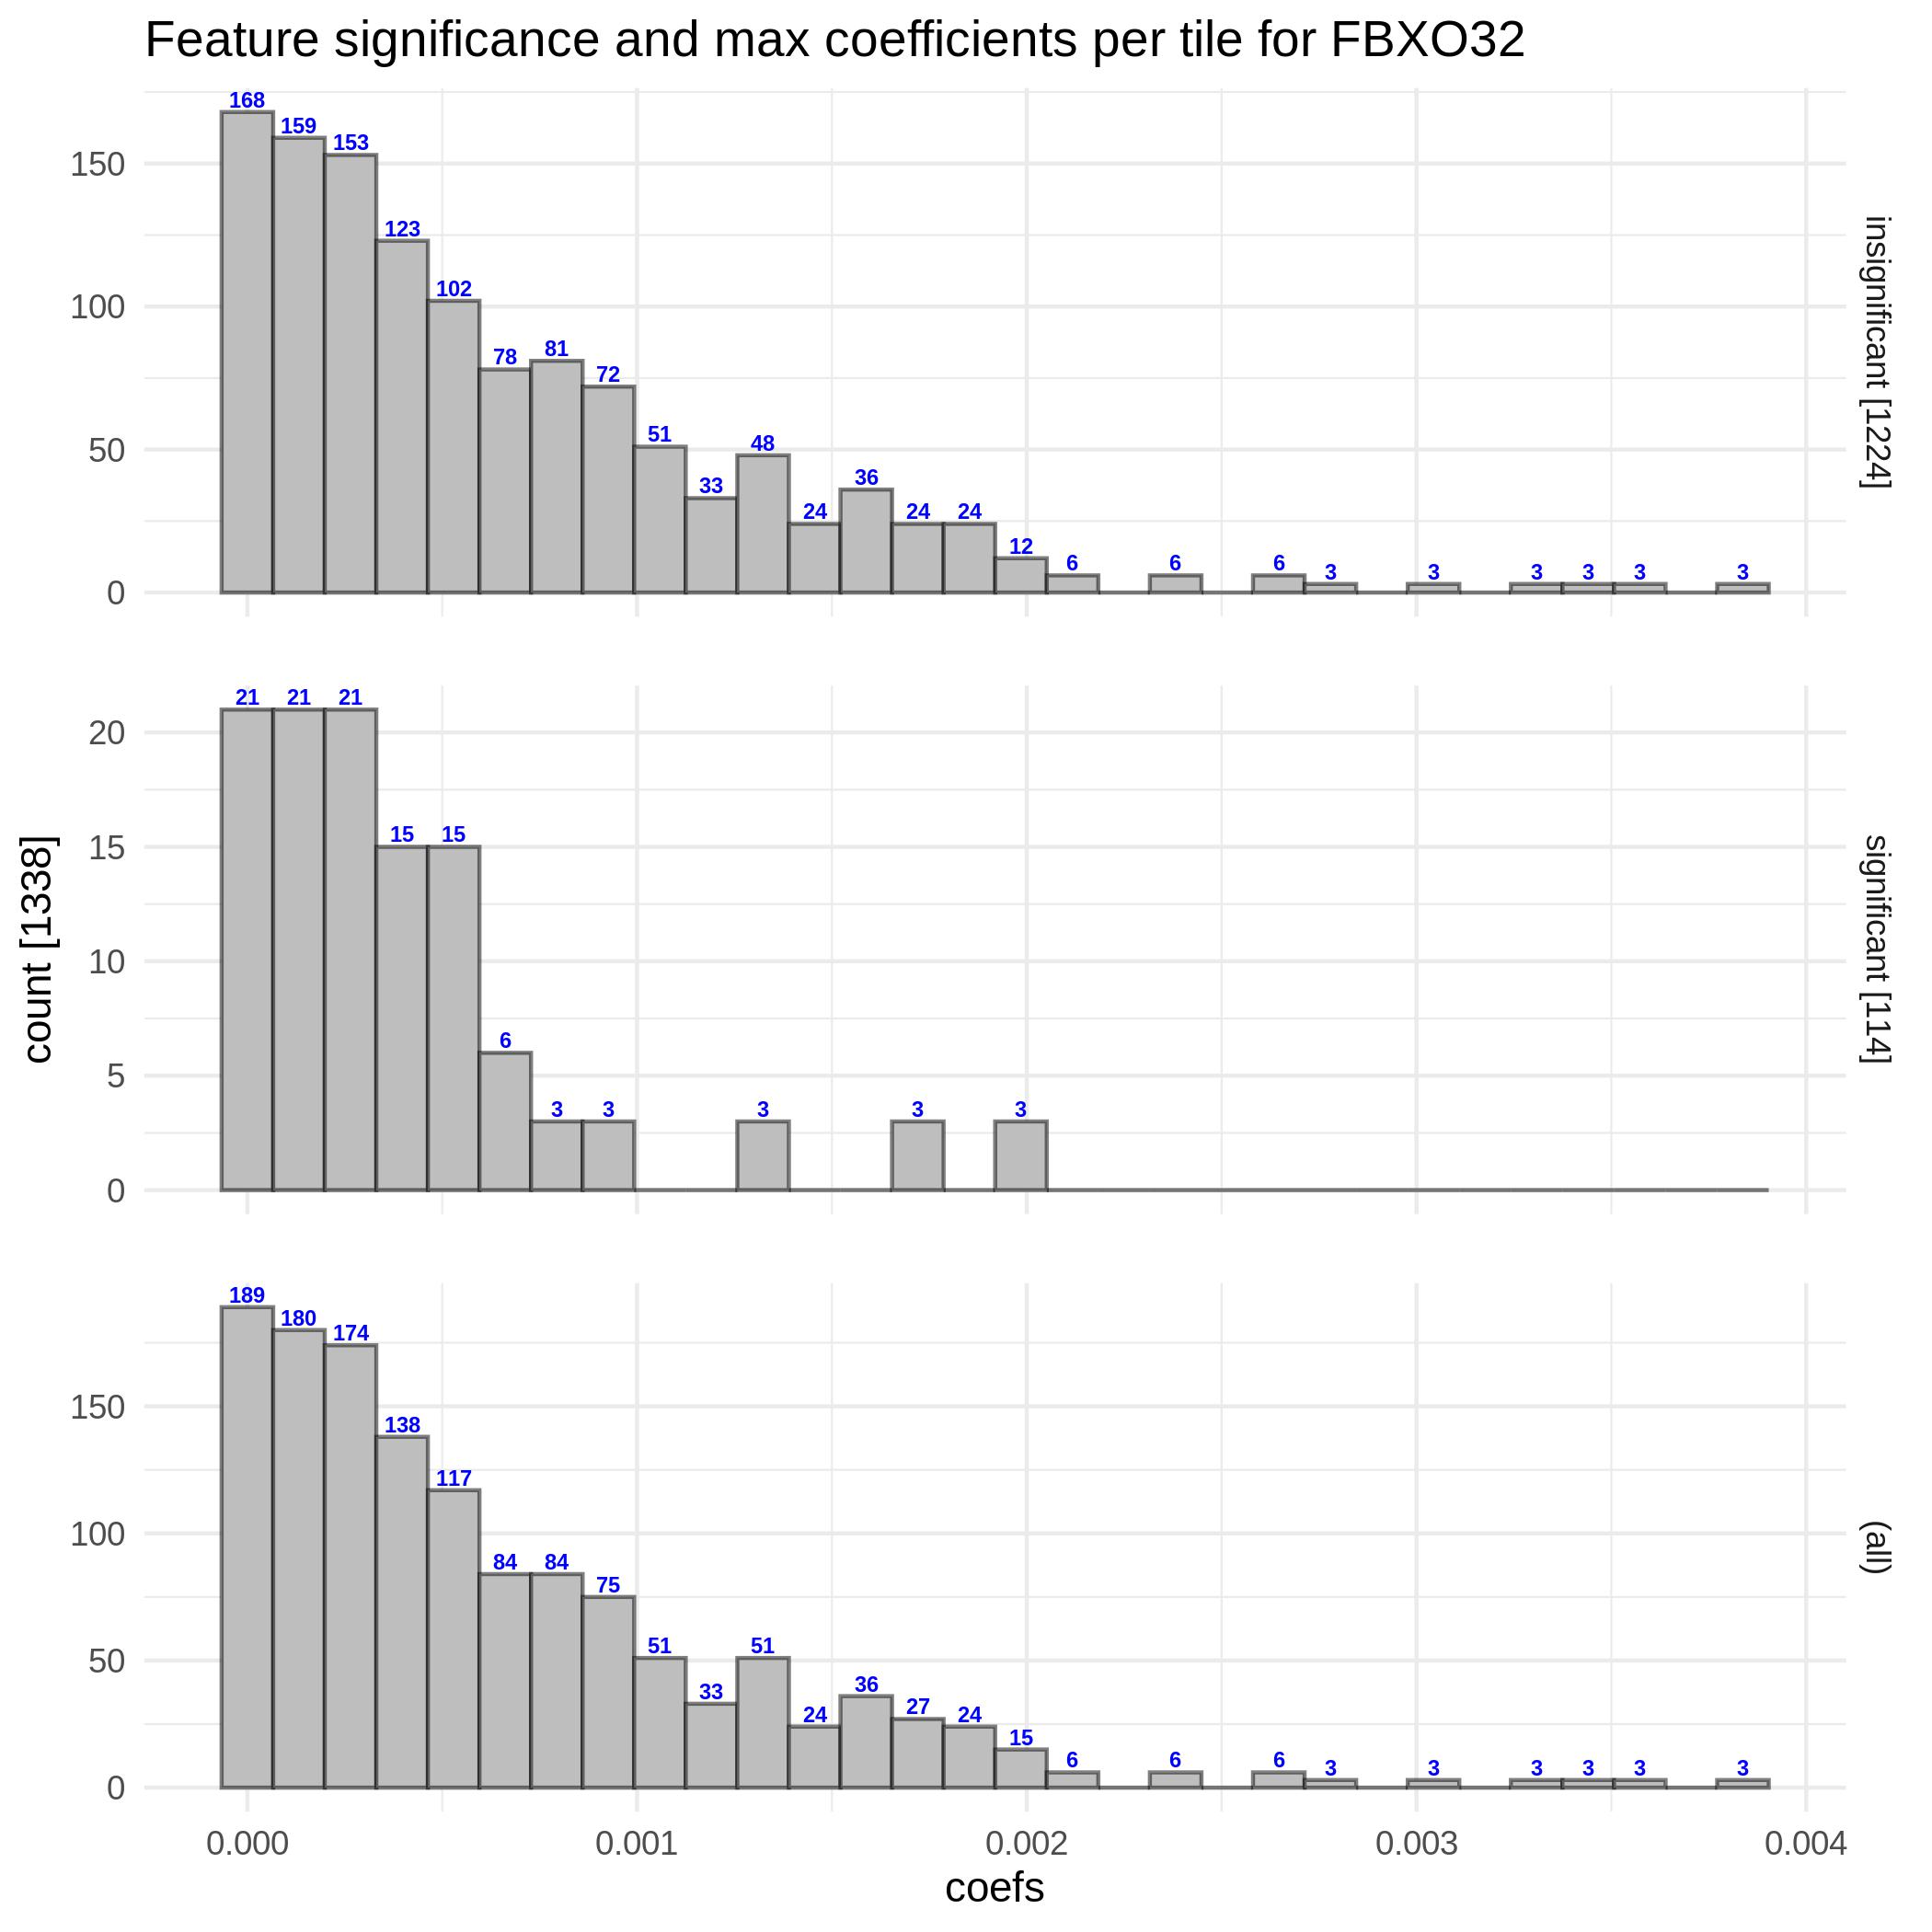 Feature significance and max coefficients per tile for FBXO32
168 159 153 123 102 78 81 72 51 33 48 24 36 24 24 12 6 6 6 3 3 3 3 3 3
150
100
50
0
insignificant [1224]
21 21 21 15 15 6 3 3 3 3 3
20
15
10
5
0
significant [114]
count [1338]
189 180 174 138 117 84 84 75 51 33 51 24 36 27 24 15 6 6 6 3 3 3 3 3 3
150
100
50
0
(all)
0.000 0.001 0.002 0.003 0.004
coefs